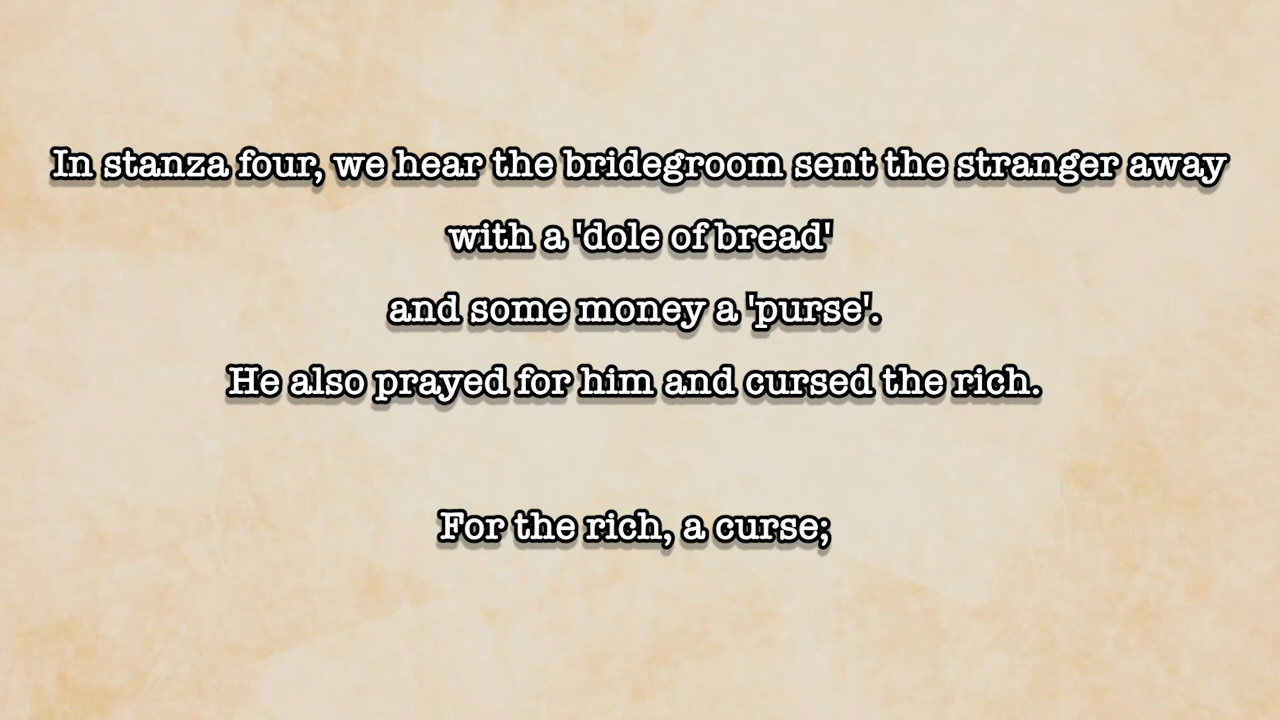 In stanza four, we hear the bridegroom sent the stranger away
with a 'dole of bread'
and some money a 'purse'.
He also prayed for him and cursed the rich.
For the rich, a curse;